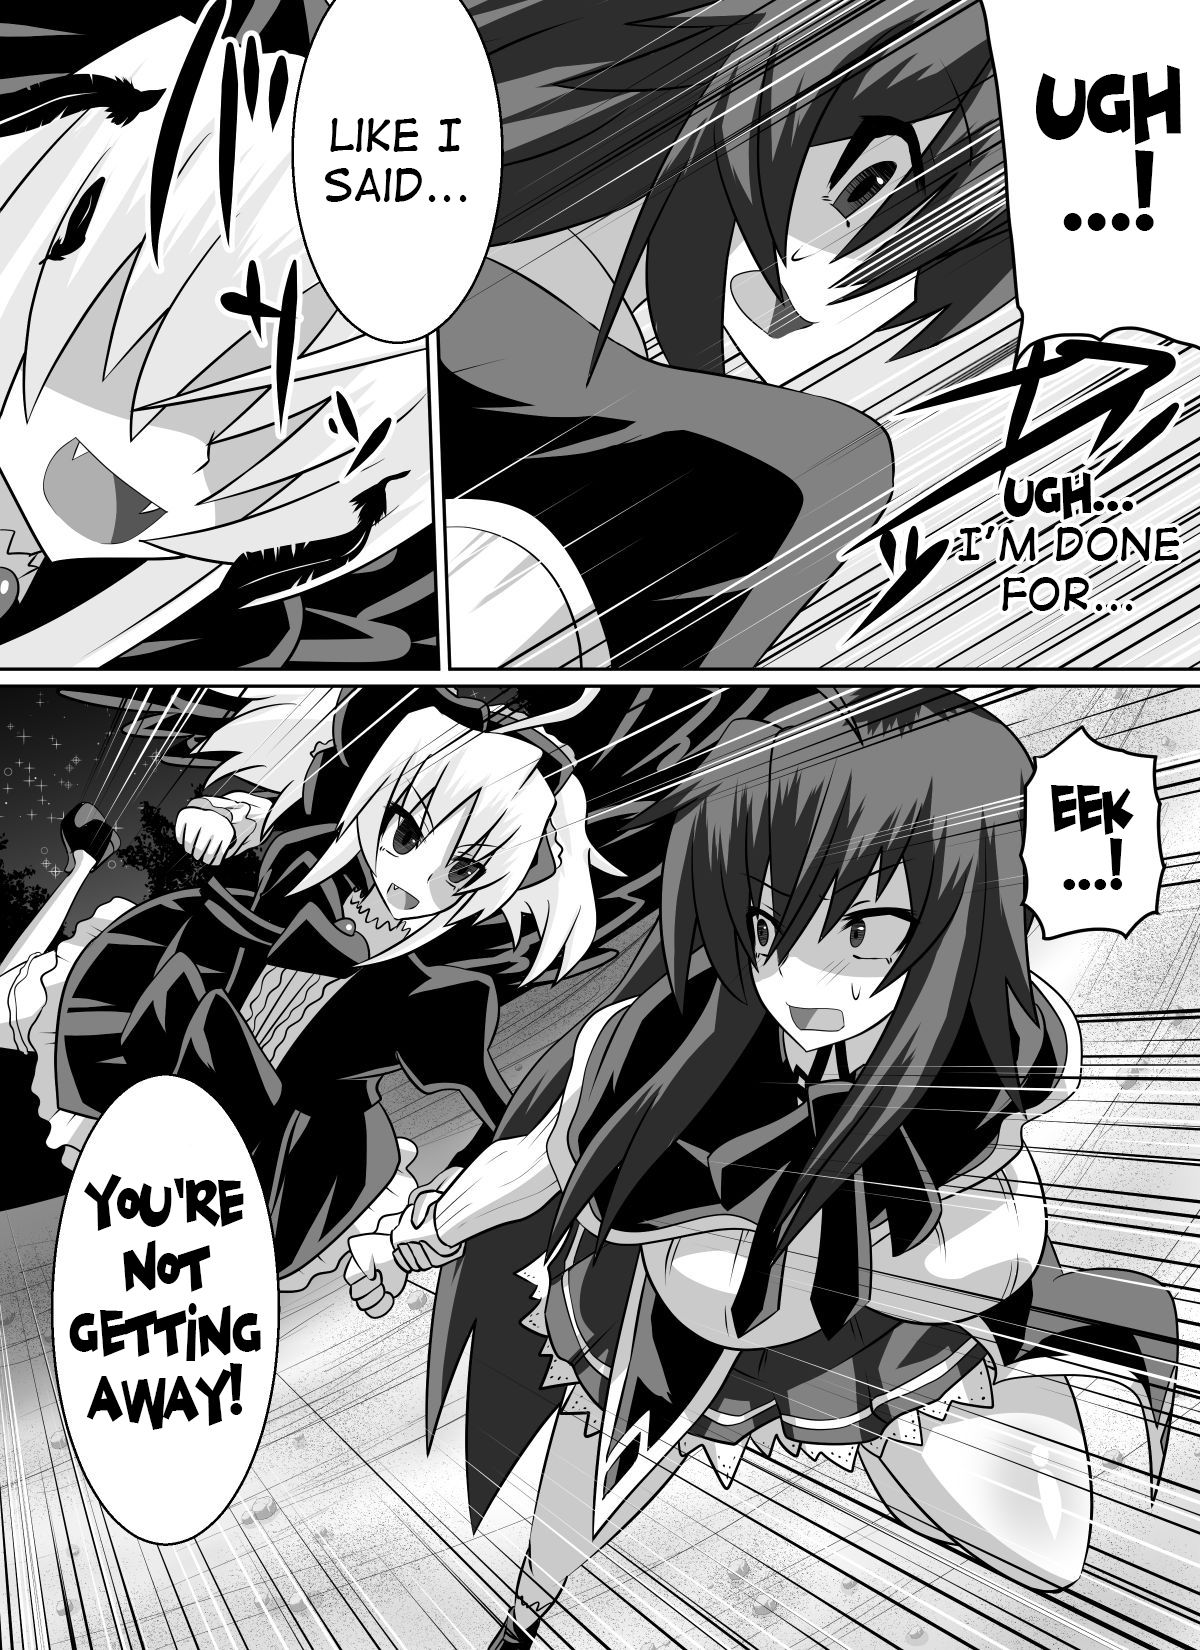 UGH
....!
UGH...
I'M DONE
FOR...
LIKE I
SAID...
EEK
....!
YOU'RE
NOT
GETTING
AWAY!